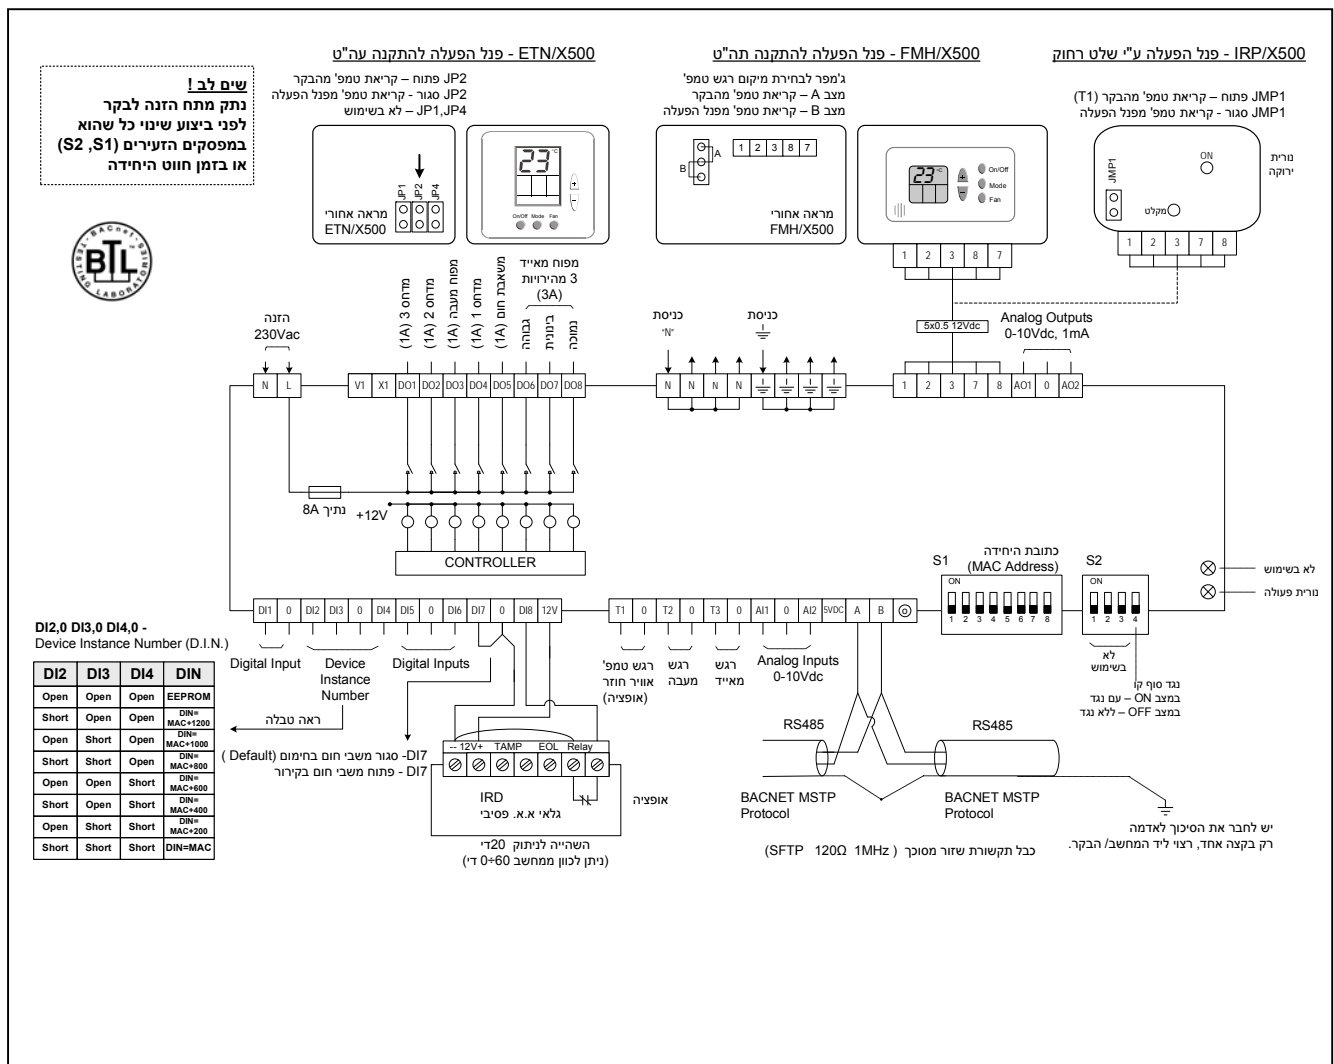 ETN/X500 - פנל הפעלה להתקנה עה"ט
FMH/X500 - פנל הפעלה להתקנה תה"ט
IRP/X500 - פנל הפעלה ע"י שלט רחוק
שים לב !
נתק מתח הזנה לבקר
לפני ביצוע שינוי כל שהוא
במפסקים הזעירים (S2 ,S1)
או בזמן חווט היחידה
JP2 פתוח – קריאת טמפ' מהבקר
JP2 סגור - קריאת טמפ' מפנל הפעלה
JP1,JP4 – לא בשימוש
ג'מפר לבחירת מיקום רגש טמפ'
מצב A – קריאת טמפ' מהבקר
מצב B – קריאת טמפ' מפנל הפעלה
JMP1 פתוח – קריאת טמפ' מהבקר (T1)
JMP1 סגור - קריאת טמפ' מפנל הפעלה
JP1
JP2
JP4
מראה אחורי
ETN/X500
23 °C
+
–
On/Off Mode Fan
A
B
1 2 3 8 7
מראה אחורי
FMH/X500
23 °C
+
–
On/Off
Mode
Fan
1 2 3 8 7
JMP1
ON
מקלט
נורית
ירוקה
1 2 3 7 8
BACnet
BTL
TESTING LABORATORIES
הזנה
230Vac
מדחס 3 (1A)
מדחס 2 (1A)
מפוח מעבה (1A)
מדחס 1 (1A)
משאבת חום (1A)
מפוח מאייד
3 מהירויות
(3A)
גבוהה
בינונית
נמוכה
כניסת
"N"
כניסת
5x0.5 12Vdc
Analog Outputs
0-10Vdc, 1mA
N L
V1 X1 DO1 DO2 DO3 DO4 DO5 DO6 DO7 DO8
N N N N
1 2 3 7 8 AO1 0 AO2
נתיך 8A
+12V
CONTROLLER
S1
כתובת היחידה
(MAC Address)
ON
1 2 3 4 5 6 7 8
S2
ON
1 2 3 4
לא בשימוש
נורית פעולה
DI1 0 DI2 DI3 0 DI4 DI5 0 DI6 DI7 0 DI8 12V
T1 0 T2 0 T3 0 AI1 0 AI2 5VDC A B
DI2,0 DI3,0 DI4,0 -
Device Instance Number (D.I.N.)
DI2 DI3 DI4 DIN
Open Open Open EEPROM
Short Open Open DIN= MAC+1200
Open Short Open DIN= MAC+1000
Short Short Open DIN= MAC+800
Open Open Short DIN= MAC+600
Short Open Short DIN= MAC+400
Open Short Short DIN= MAC+200
Short Short Short DIN=MAC
Digital Input
Device
Instance
Number
Digital Inputs
ראה טבלה
DI7- סגור משבי חום בחימום (Default )
DI7 - פתוח משבי חום בקירור
-- 12V+ TAMP EOL Relay
IRD
גלאי א.א. פסיבי
אופציה
השהייה לניתוק 20די
(ניתן לכוון ממחשב 60÷0 די)
רגש טמפ'
אוויר חוזר
(אופציה)
רגש
מעבה
רגש
מאייד
Analog Inputs
0-10Vdc
לא
בשימוש
נגד סוף קו
במצב ON – עם נגד
במצב OFF – ללא נגד
RS485
RS485
BACNET MSTP
Protocol
BACNET MSTP
Protocol
יש לחבר את הסיכוך לאדמה
רק בקצה אחד, רצוי ליד המחשב/ הבקר.
כבל תקשורת שזור מסוכך ( SFTP 120Ω 1MHz)